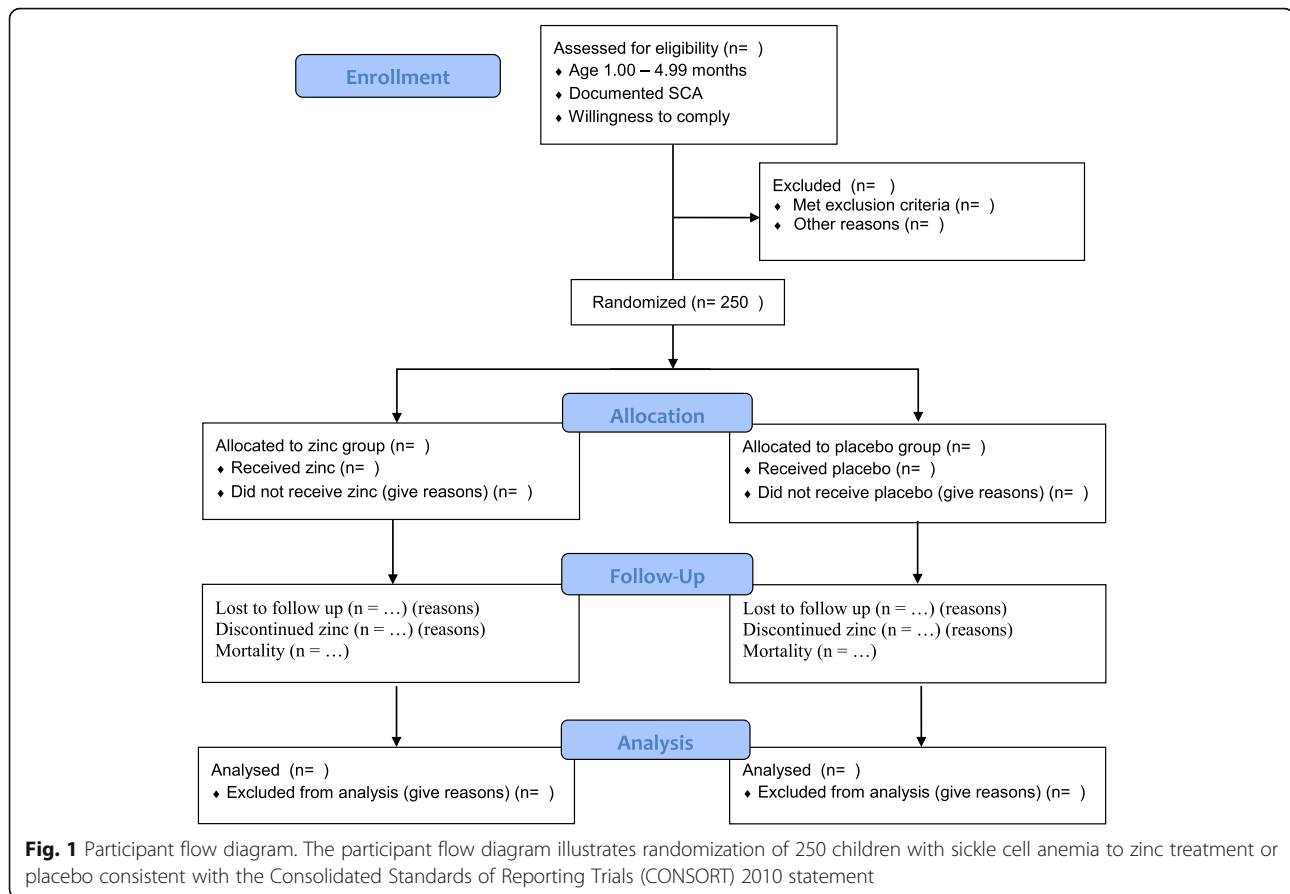 Enrollment
Assessed for eligibility (n= )
♦ Age 1.00 – 4.99 months
♦ Documented SCA
♦ Willingness to comply
Excluded (n= )
♦ Met exclusion criteria (n= )
♦ Other reasons (n= )
Randomized (n= 250 )
Allocation
Allocated to zinc group (n= )
♦ Received zinc (n= )
♦ Did not receive zinc (give reasons) (n= )
Allocated to placebo group (n= )
♦ Received placebo (n= )
♦ Did not receive placebo (give reasons) (n= )
Follow-Up
Lost to follow up (n = …) (reasons)
Discontinued zinc (n = …) (reasons)
Mortality (n = …)
Lost to follow up (n = …) (reasons)
Discontinued zinc (n = …) (reasons)
Mortality (n = …)
Analysis
Analysed (n= )
♦ Excluded from analysis (give reasons) (n= )
Analysed (n= )
♦ Excluded from analysis (give reasons) (n= )
Fig. 1 Participant flow diagram. The participant flow diagram illustrates randomization of 250 children with sickle cell anemia to zinc treatment or
placebo consistent with the Consolidated Standards of Reporting Trials (CONSORT) 2010 statement